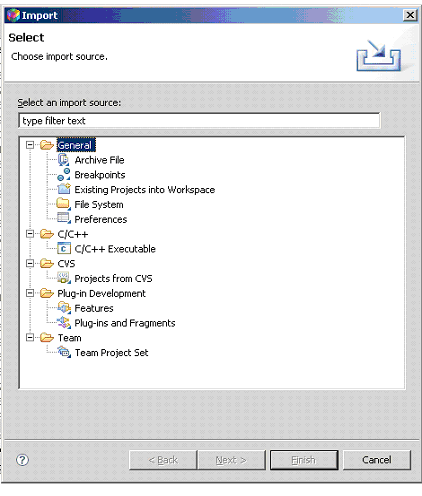 Import
Select
Choose import source.
Select an import source:
type filter text
General
Archive File
Breakpoints
Existing Projects into Workspace
File System
Preferences
C/C++
C/C++ Executable
CVS
Projects from CVS
Plug-in Development
Features
Plug-ins and Fragments
Team
Team Project Set
< Back
Next >
Finish
Cancel